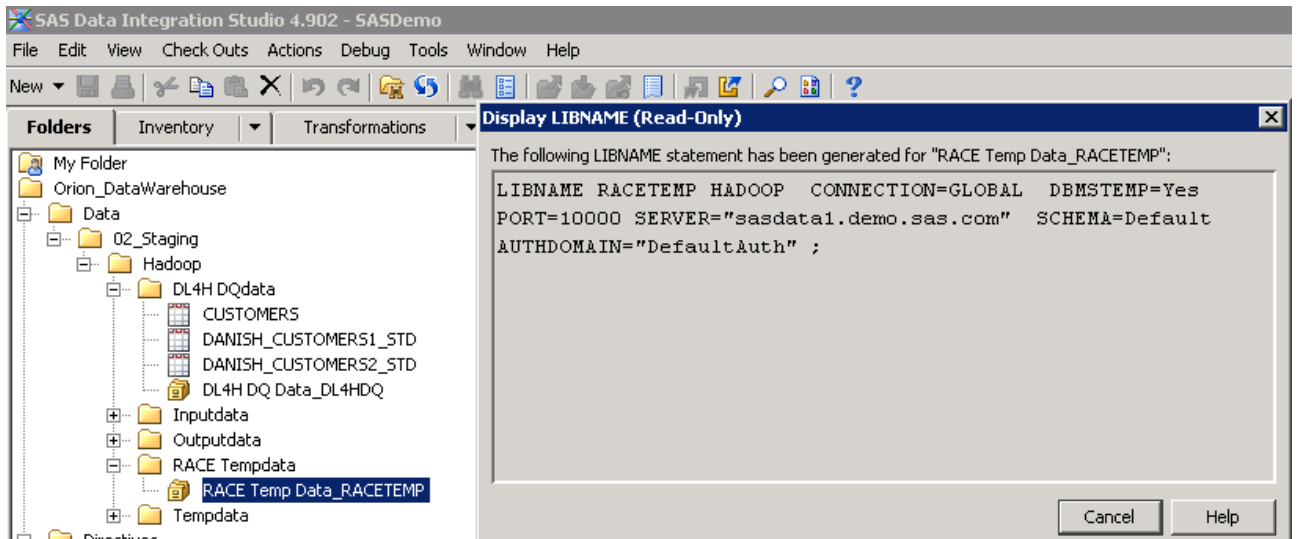 SAS Data Integration Studio 4.902 - SASDemo
File Edit View Check Outs Actions Debug Tools Window Help
New
Folders Inventory Transformations
My Folder
Orion_DataWarehouse
Data
02_Staging
Hadoop
DL4H DQdata
CUSTOMERS
DANISH_CUSTOMERS1_STD
DANISH_CUSTOMERS2_STD
DL4H DQ Data_DL4HDQ
Inputdata
Outputdata
RACE Tempdata
RACE Temp Data_RACETEMP
Tempdata
Display LIBNAME (Read-Only)
The following LIBNAME statement has been generated for "RACE Temp Data_RACETEMP":
LIBNAME RACETEMP HADOOP CONNECTION=GLOBAL DBMSTEMP=Yes
PORT=10000 SERVER="sasdata1.demo.sas.com" SCHEMA=Default
AUTHDOMAIN="DefaultAuth" ;
Cancel Help